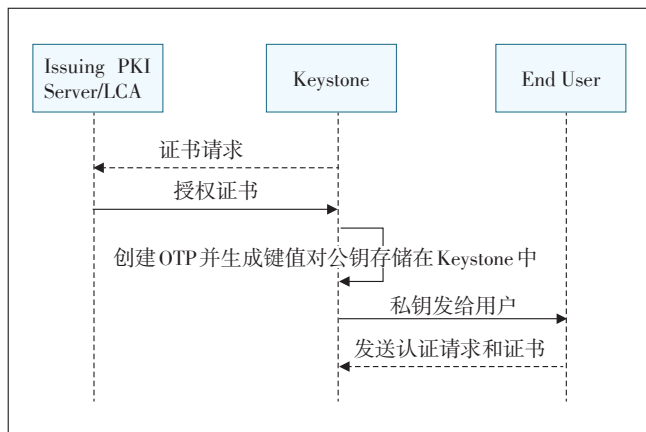 Issuing PKI
Server/LCA
Keystone
End User
证书请求
授权证书
创建OTP并生成键值对公钥存储在Keystone中
私钥发给用户
发送认证请求和证书